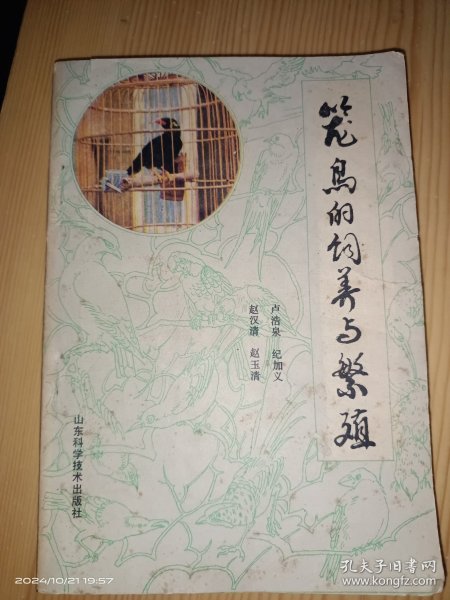 笼鸟的饲养与繁殖
卢浩泉 纪加义
赵汉清 赵玉清
山东科学技术出版社
2024/10/21 19:57
孔夫子旧书网
www.kongfz.com